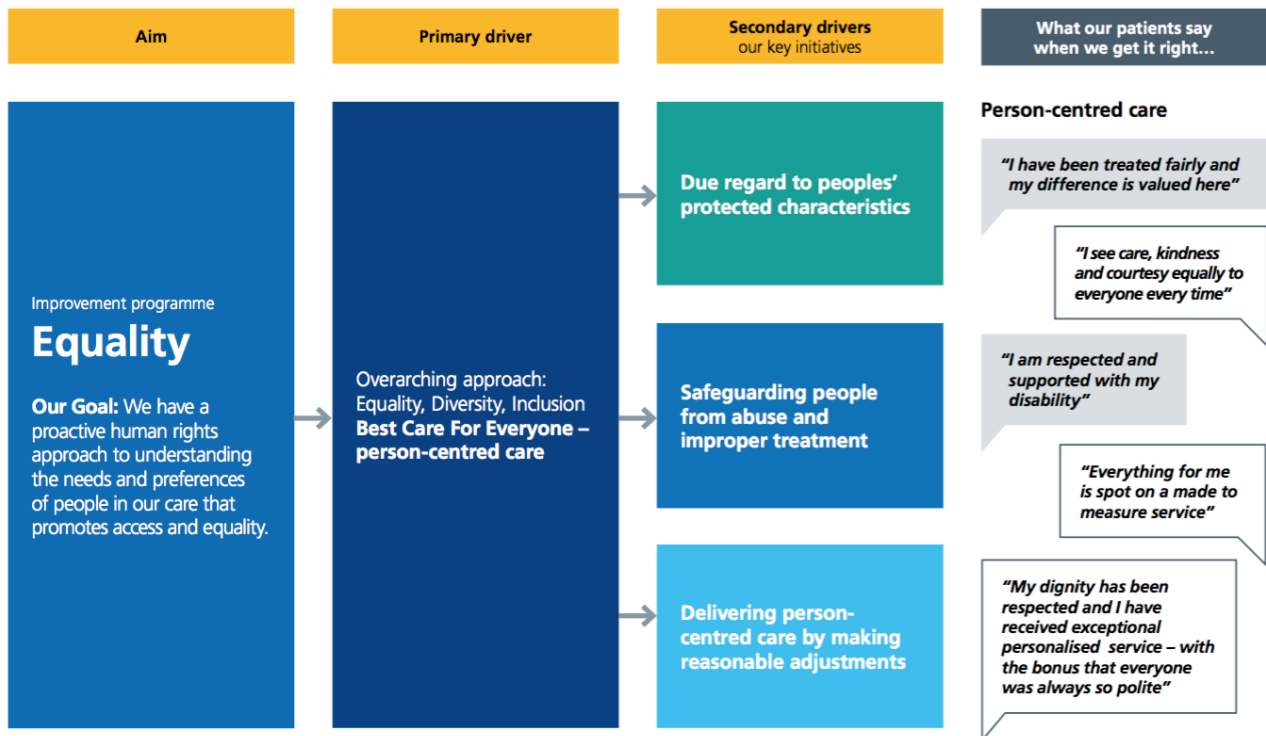 Aim
Primary driver
Secondary drivers
our key initiatives
What our patients say
when we get it right...
Improvement programme
Equality
Our Goal: We have a
proactive human rights
approach to understanding
the needs and preferences
of people in our care that
promotes access and equality.
Overarching approach:
Equality, Diversity, Inclusion
Best Care For Everyone –
person-centred care
Due regard to peoples’
protected characteristics
Safeguarding people
from abuse and
improper treatment
Delivering person-
centred care by making
reasonable adjustments
Person-centred care
“I have been treated fairly and
my difference is valued here”
“I see care, kindness
and courtesy equally to
everyone every time”
“I am respected and
supported with my
disability”
“Everything for me
is spot on a made to
measure service”
“My dignity has been
respected and I have
received exceptional
personalised service – with
the bonus that everyone
was always so polite”